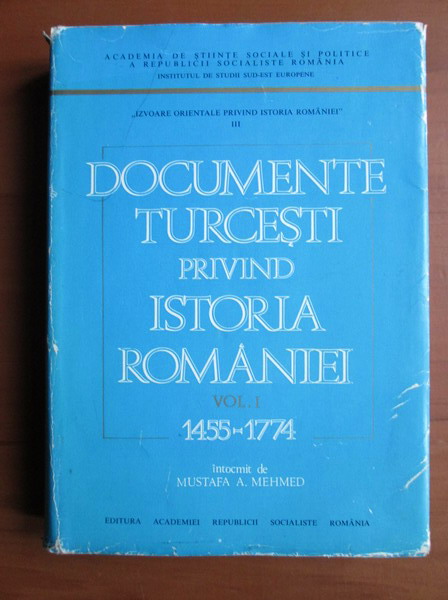 ACADEMIA DE ȘTIINȚE SOCIALE ȘI POLITICE
A REPUBLICII SOCIALISTE ROMÂNIA
INSTITUTUL DE STUDII SUD-EST EUROPENE
„IZVOARE ORIENTALE PRIVIND ISTORIA ROMÂNIEI”
III
DOCUMENTE
TURCEȘTI
PRIVIND
ISTORIA
ROMÂNIEI
VOL. I
1455-1774
întocmit de
MUSTAFA A. MEHMED
EDITURA ACADEMIEI REPUBLICII SOCIALISTE ROMÂNIA